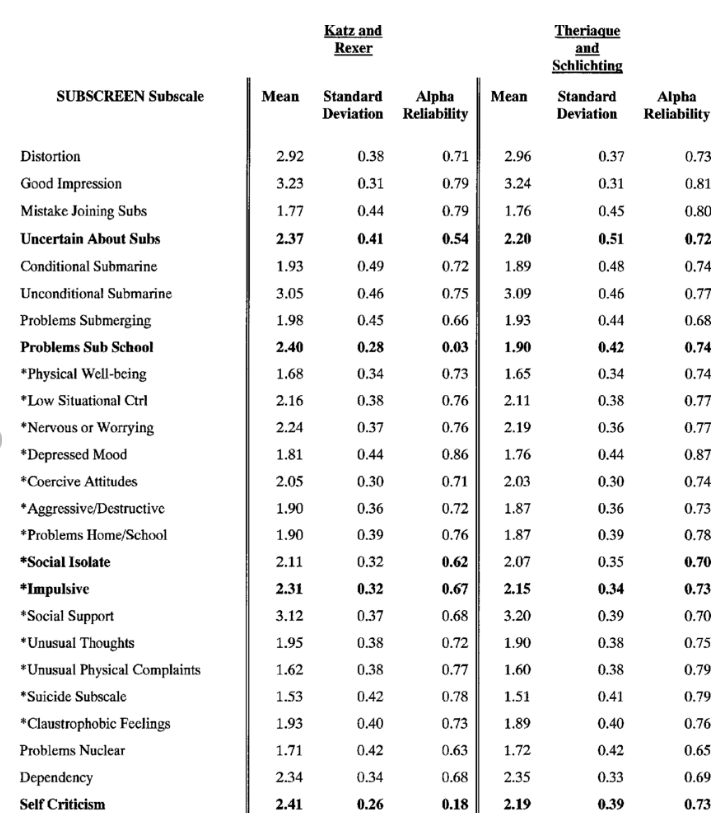 Katz and Rexer Theriaque and Schlichting
SUBSCREEN Subscale Mean Standard Deviation Alpha Reliability Mean Standard Deviation Alpha Reliability
Distortion 2.92 0.38 0.71 2.96 0.37 0.73
Good Impression 3.23 0.31 0.79 3.24 0.31 0.81
Mistake Joining Subs 1.77 0.44 0.79 1.76 0.45 0.80
Uncertain About Subs 2.37 0.41 0.54 2.20 0.51 0.72
Conditional Submarine 1.93 0.49 0.72 1.89 0.48 0.74
Unconditional Submarine 3.05 0.46 0.75 3.09 0.46 0.77
Problems Submerging 1.98 0.45 0.66 1.93 0.44 0.68
Problems Sub School 2.40 0.28 0.03 1.90 0.42 0.74
*Physical Well-being 1.68 0.34 0.73 1.65 0.34 0.74
*Low Situational Ctrl 2.16 0.38 0.76 2.11 0.38 0.77
*Nervous or Worrying 2.24 0.37 0.76 2.19 0.36 0.77
*Depressed Mood 1.81 0.44 0.86 1.76 0.44 0.87
*Coercive Attitudes 2.05 0.30 0.71 2.03 0.30 0.74
*Aggressive/Destructive 1.90 0.36 0.72 1.87 0.36 0.73
*Problems Home/School 1.90 0.39 0.76 1.87 0.39 0.78
*Social Isolate 2.11 0.32 0.62 2.07 0.35 0.70
*Impulsive 2.31 0.32 0.67 2.15 0.34 0.73
*Social Support 3.12 0.37 0.68 3.20 0.39 0.70
*Unusual Thoughts 1.95 0.38 0.72 1.90 0.38 0.75
*Unusual Physical Complaints 1.62 0.38 0.77 1.60 0.38 0.79
*Suicide Subscale 1.53 0.42 0.78 1.51 0.41 0.79
*Claustrophobic Feelings 1.93 0.40 0.73 1.89 0.40 0.76
Problems Nuclear 1.71 0.42 0.63 1.72 0.42 0.65
Dependency 2.34 0.34 0.68 2.35 0.33 0.69
Self Criticism 2.41 0.26 0.18 2.19 0.39 0.73